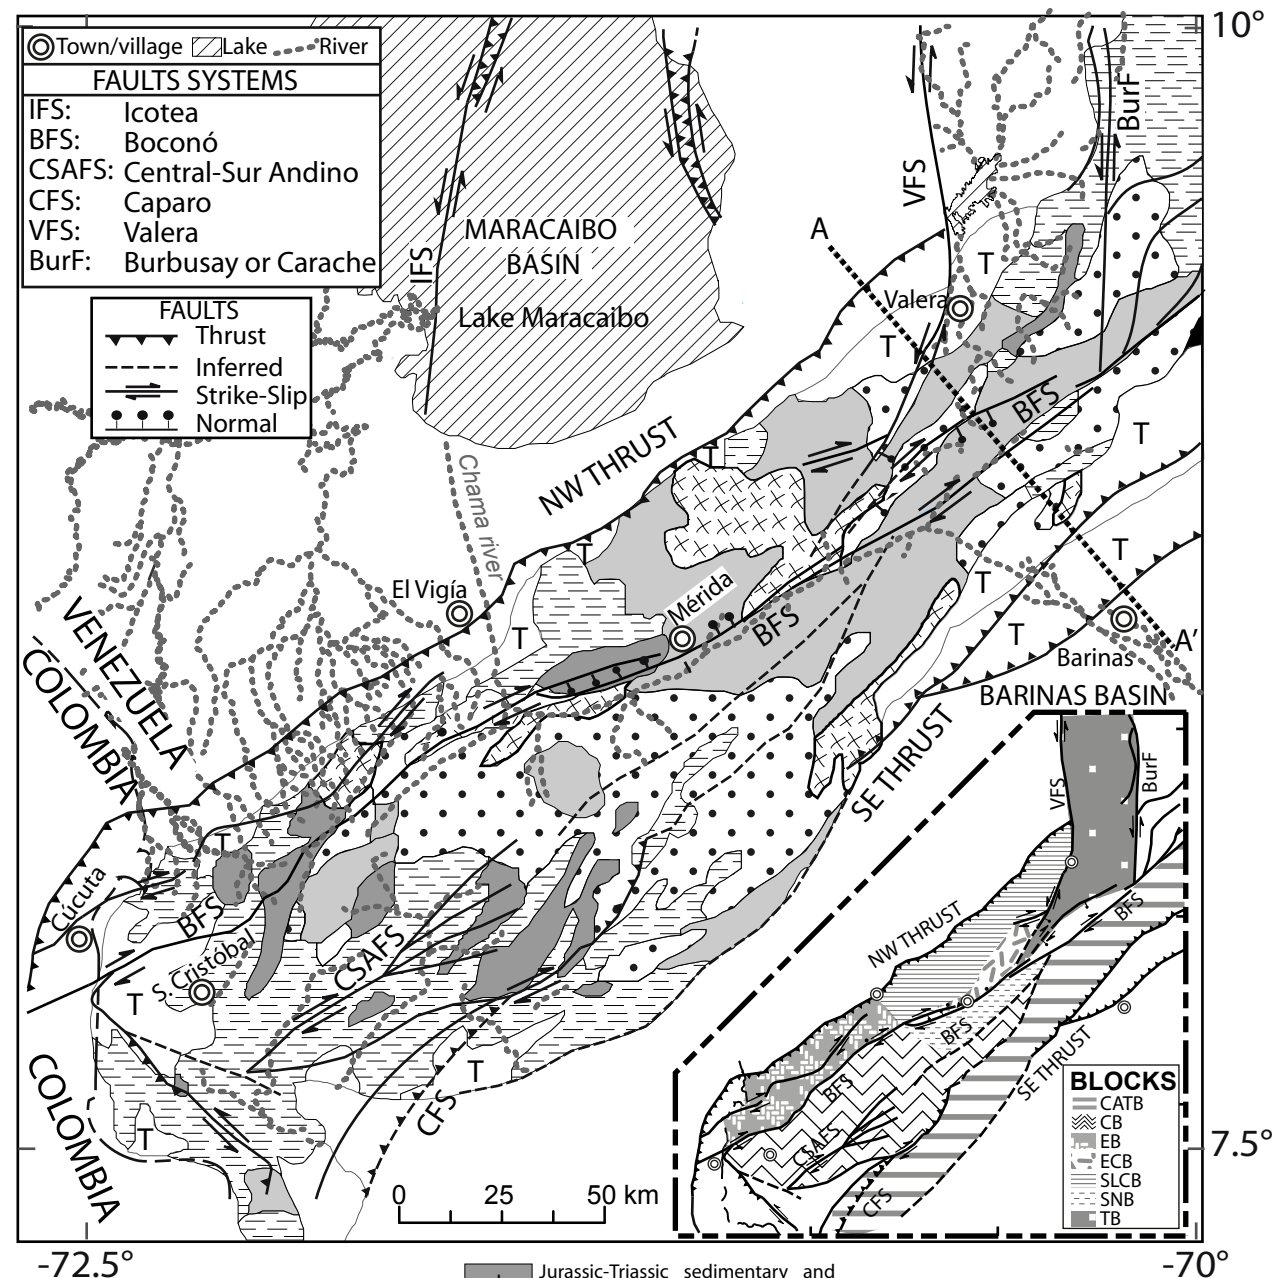 Town/village Lake River
FAULTS SYSTEMS
IFS: Icotea
BFS: Boconó
CSAFS: Central-Sur Andino
CFS: Caparo
VFS: Valera
BurF: Burbusay or Carache
FAULTS
Thrust
Inferred
Strike-Slip
Normal
10°
IFS
MARACAIBO
BASIN
Lake Maracaibo
VFS
BurF
A
T
Valera
T
BFS
T
NW THRUST
T
Chama river
T
T
T
El Vigía
Mérida
BFS
T
T
Barinas
A'
BARINAS BASIN
VENEZUELA
COLOMBIA
SE THRUST
T
Cúcuta
BFS
S. Cristóbal
CSAFS
T
T
CFS
COLOMBIA
T
0 25 50 km
VFS
BurF
NW THRUST
BFS
BFS
BFS
SE THRUST
CSAFS
CFS
BLOCKS
CATB
CB
EB
ECB
SLCB
SNB
TB
7.5°
-72.5°
-70°
Jurassic-Triassic sedimentary and